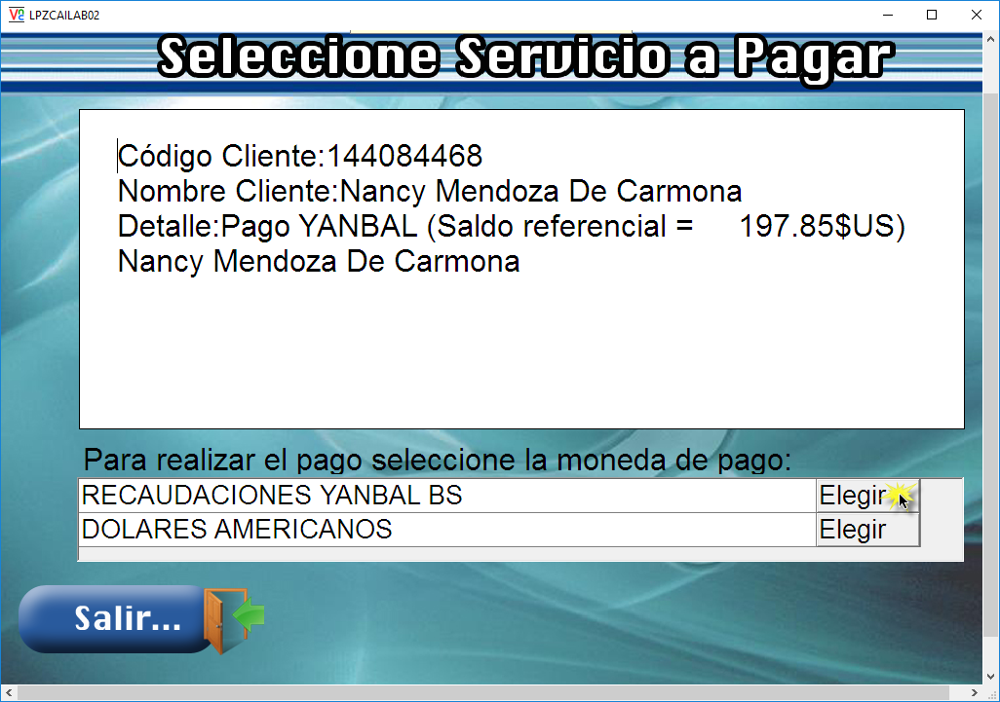 LPZCAILAB02
Seleccione Servicio a Pagar
Código Cliente:144084468
Nombre Cliente:Nancy Mendoza De Carmona
Detalle:Pago YANBAL (Saldo referencial = 197.85$US)
Nancy Mendoza De Carmona
Para realizar el pago seleccione la moneda de pago:
RECAUDACIONES YANBAL BS Elegir
DOLARES AMERICANOS Elegir
Salir...